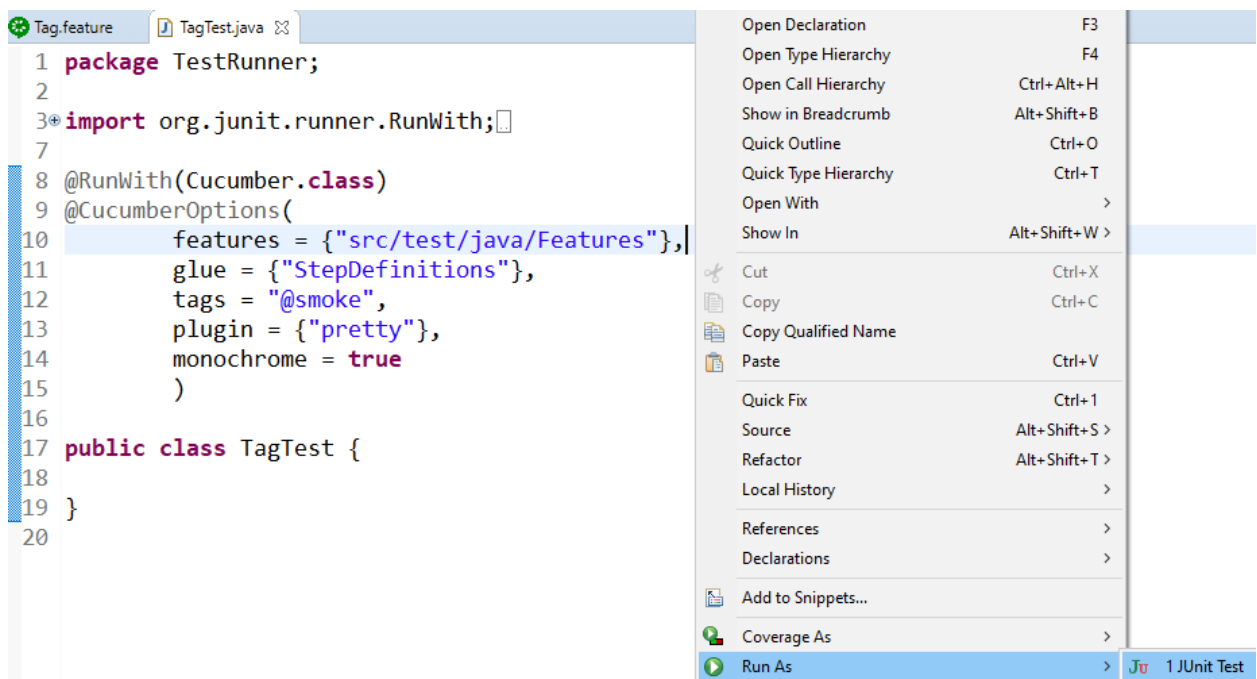 Tag.feature
TagTest.java
1 package TestRunner;
2
3 import org.junit.runner.RunWith;
7
8 @RunWith(Cucumber.class)
9 @CucumberOptions(
10 features = {"src/test/java/Features"},
11 glue = {"StepDefinitions"},
12 tags = "@smoke",
13 plugin = {"pretty"},
14 monochrome = true
15 )
16
17 public class TagTest {
18
19 }
20
Open Declaration F3
Open Type Hierarchy F4
Open Call Hierarchy Ctrl+Alt+H
Show in Breadcrumb Alt+Shift+B
Quick Outline Ctrl+O
Quick Type Hierarchy Ctrl+T
Open With >
Show In Alt+Shift+W >
Cut Ctrl+X
Copy Ctrl+C
Copy Qualified Name
Paste Ctrl+V
Quick Fix Ctrl+1
Source Alt+Shift+S >
Refactor Alt+Shift+T >
Local History >
References >
Declarations >
Add to Snippets...
Coverage As >
Run As >
JU 1 JUnit Test